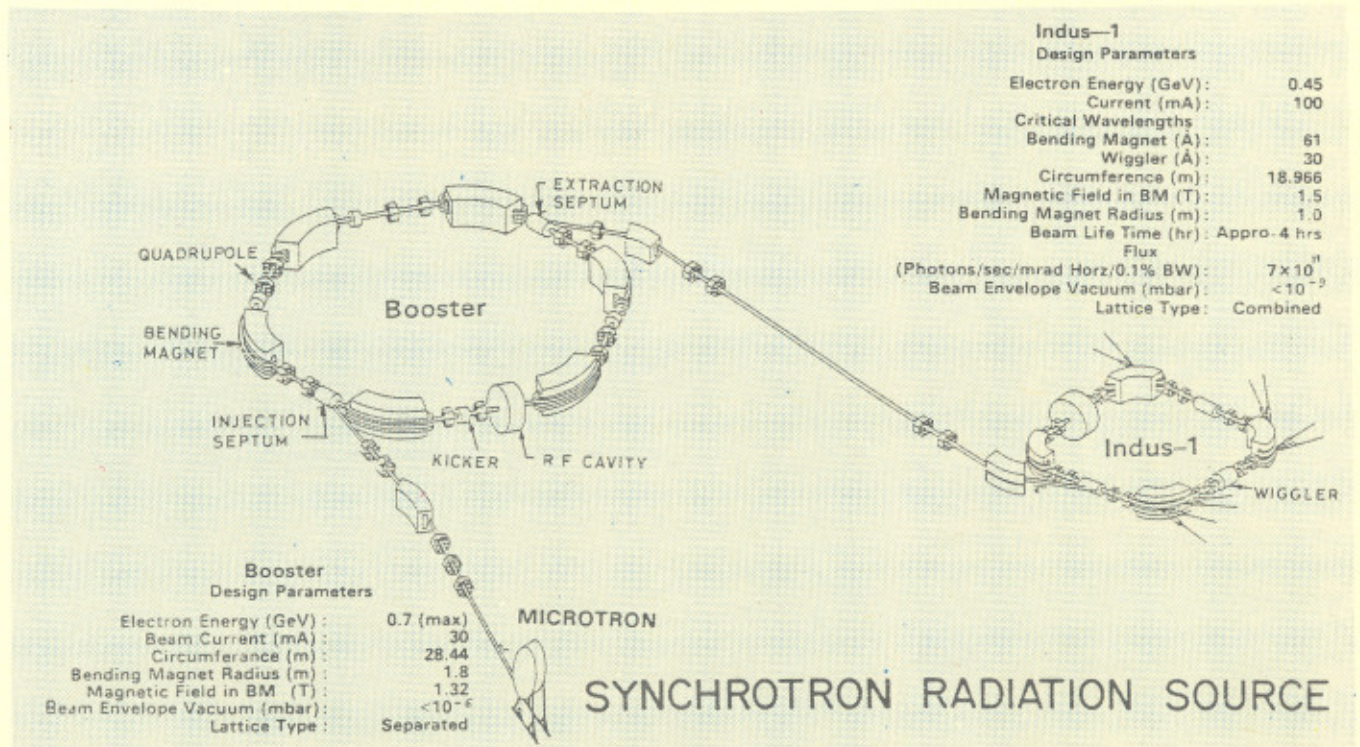 Indus—1
Design Parameters
Electron Energy (GeV) : 0.45
Current (mA) : 100
Critical Wavelengths
Bending Magnet (Å) : 61
Wiggler (Å) : 30
Circumference (m) : 18.966
Magnetic Field in BM (T) : 1.5
Bending Magnet Radius (m) : 1.0
Beam Life Time (hr) : Appro. 4 hrs
Flux
(Photons/sec/mrad Horz/0.1% BW) : 7×10
Beam Envelope Vacuum (mbar) : <10⁻⁹
Lattice Type : Combined
EXTRACTION
SEPTUM
QUADRUPOLE
Booster
BENDING
MAGNET
INJECTION
SEPTUM
KICKER
R.F CAVITY
Indus–1
WIGGLER
Booster
Design Parameters
Electron Energy (GeV) : 0.7 (max)
Beam Current (mA) : 30
Circumferance (m) : 28.44
Bending Magnet Radius (m) : 1.8
Magnetic Field in BM (T) : 1.32
Beam Envelope Vacuum (mbar) : <10⁻⁶
Lattice Type : Separated
MICROTRON
SYNCHROTRON RADIATION SOURCE